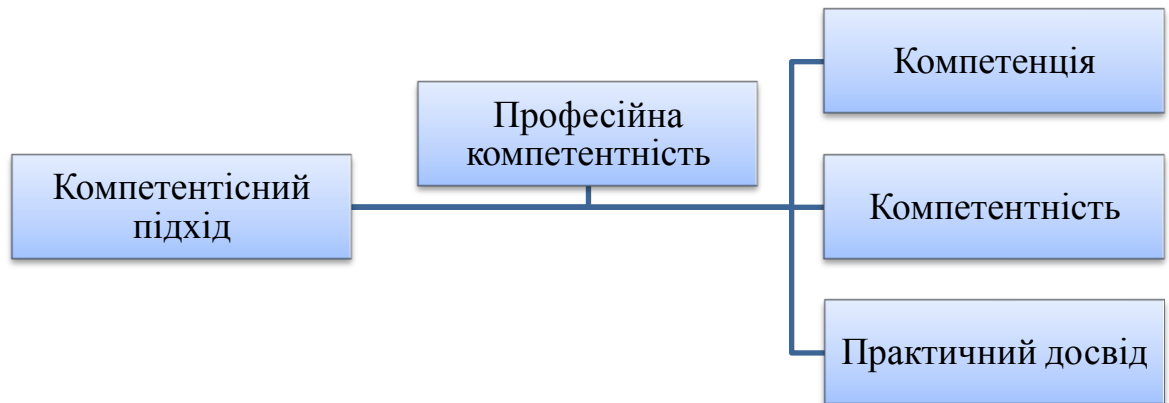 Компетентісний
підхід
Професійна
компетентність
Компетенція
Компетентність
Практичний досвід